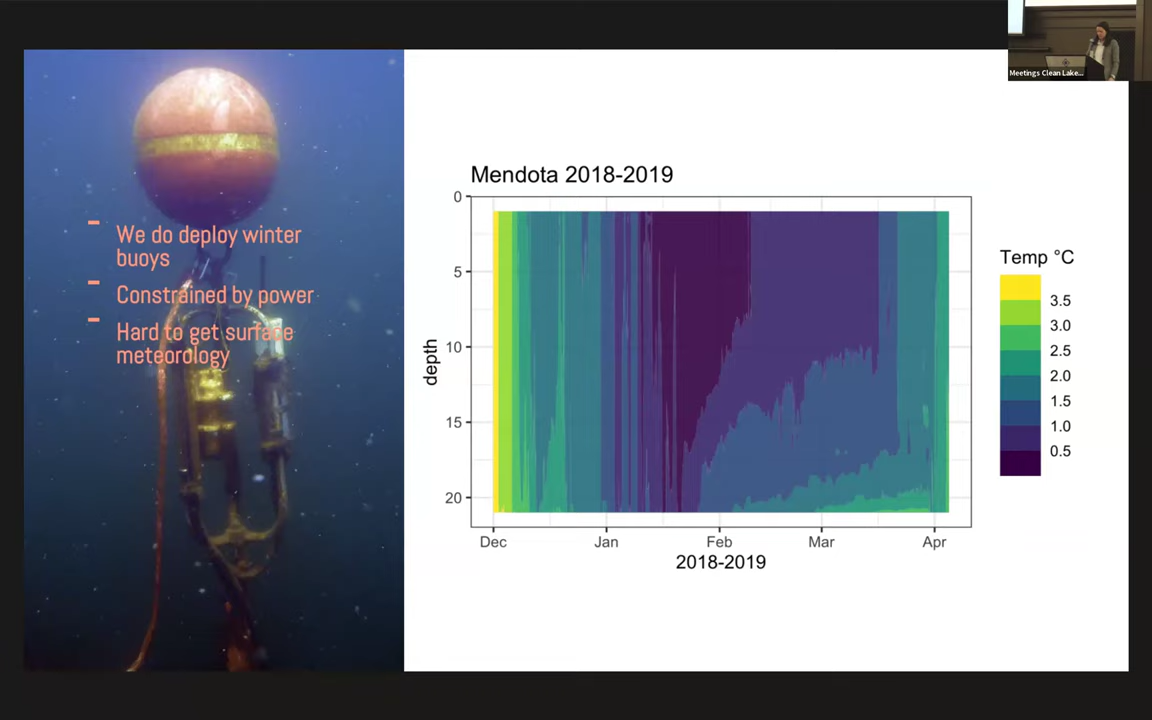 Meetings Clean Lake...
- We do deploy winter
buoys
- Constrained by power
- Hard to get surface
meteorology
Mendota 2018-2019
0
5
10
15
20
depth
Dec Jan Feb Mar Apr
2018-2019
Temp °C
3.5
3.0
2.5
2.0
1.5
1.0
0.5